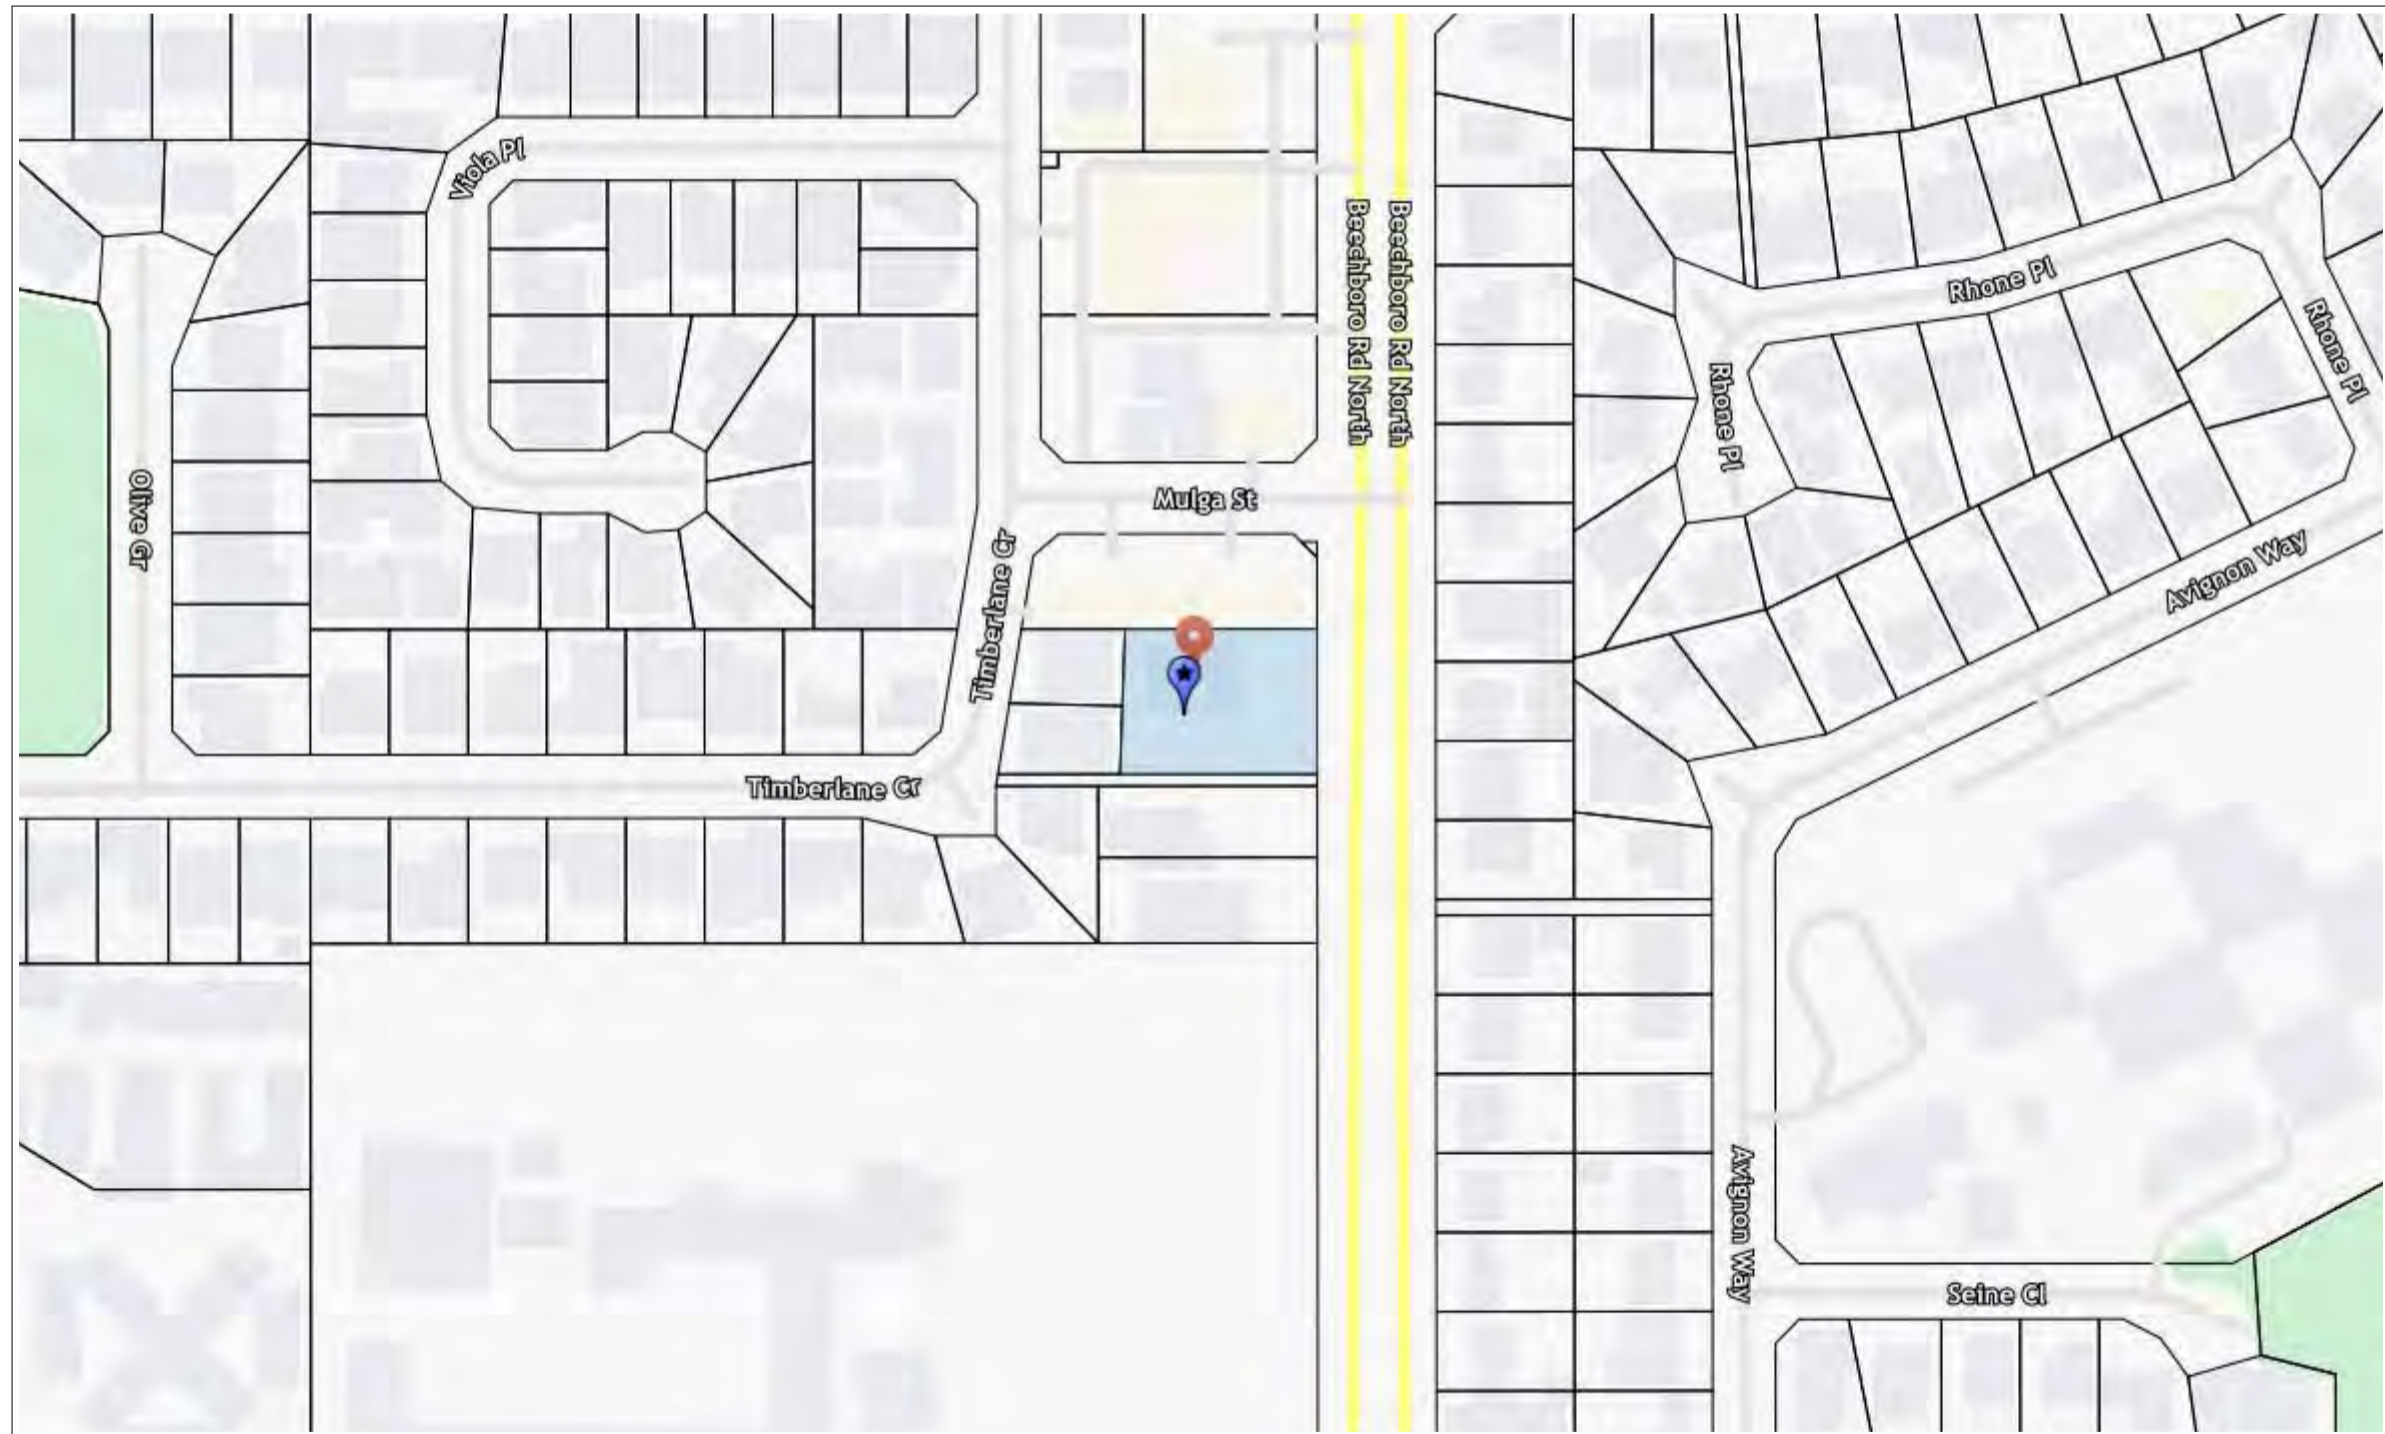 Viola Pl
Beechboro Rd North
Beechboro Rd North
Rhone Pl
Rhone Pl
Rhone Pl
Olive Gr
Mulga St
Timberlane Cr
Avignon Way
Timberlane Cr
Avignon Way
Seine Cl